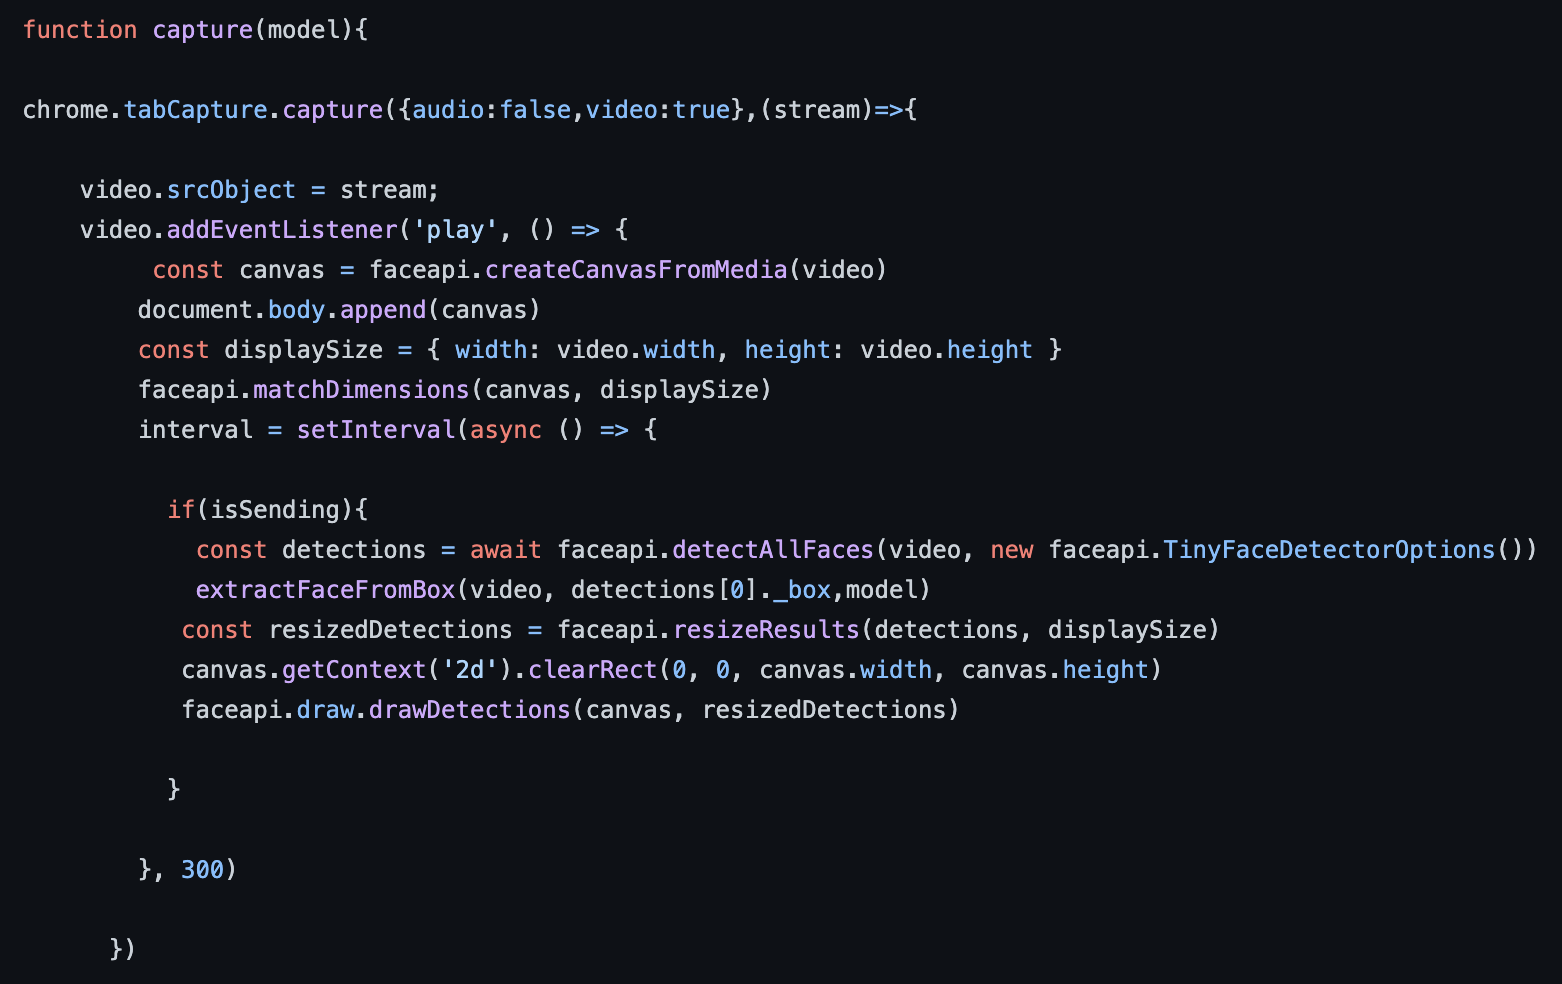 function capture(model){
chrome.tabCapture.capture({audio:false,video:true},(stream)=>{
video.srcObject = stream;
video.addEventListener('play', () => {
const canvas = faceapi.createCanvasFromMedia(video)
document.body.append(canvas)
const displaySize = { width: video.width, height: video.height }
faceapi.matchDimensions(canvas, displaySize)
interval = setInterval(async () => {
if(isSending){
const detections = await faceapi.detectAllFaces(video, new faceapi.TinyFaceDetectorOptions())
extractFaceFromBox(video, detections[0]._box,model)
const resizedDetections = faceapi.resizeResults(detections, displaySize)
canvas.getContext('2d').clearRect(0, 0, canvas.width, canvas.height)
faceapi.draw.drawDetections(canvas, resizedDetections)
}
}, 300)
})